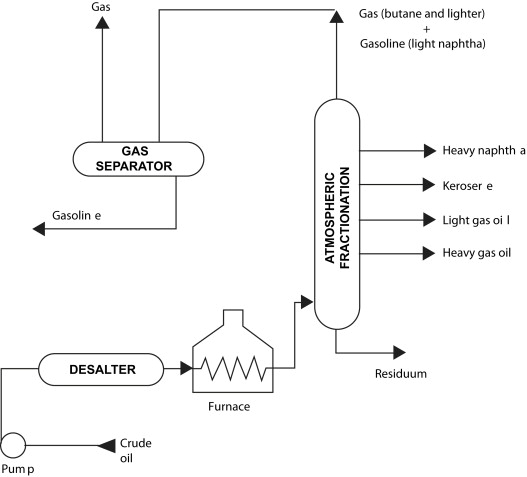 Gas
Gas (butane and lighter)
+
Gasoline (light naphtha)
GAS
SEPARATOR
Gasolin e
ATMOSPHERIC
FRACTIONATION
Heavy naphth a
Keroser e
Light gas oi l
Heavy gas oil
DESALTER
Furnace
Residuum
Crude
oil
Pum p